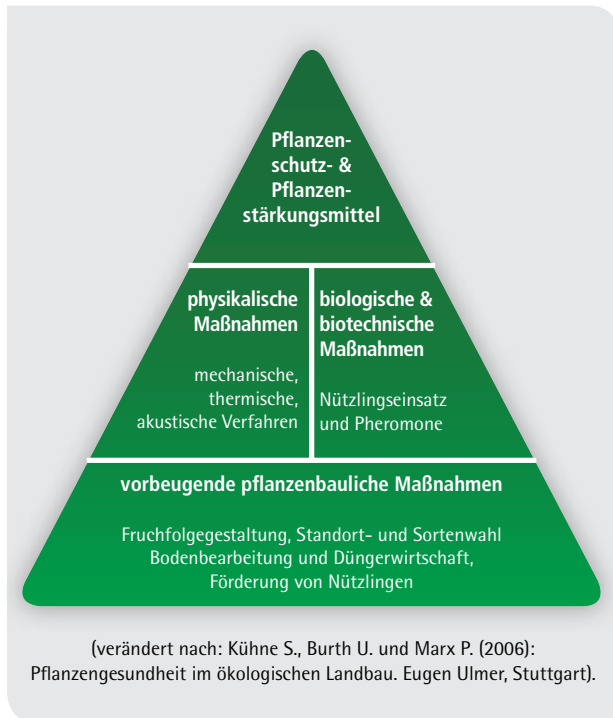 Pflanzen-
schutz- &
Pflanzen-
stärkungsmittel
physikalische
Maßnahmen
mechanische,
thermische,
akustische Verfahren
biologische &
biotechnische
Maßnahmen
Nützlingseinsatz
und Pheromone
vorbeugende pflanzenbauliche Maßnahmen
Fruchtfolgegestaltung, Standort- und Sortenwahl
Bodenbearbeitung und Düngerwirtschaft,
Förderung von Nützlingen
(verändert nach: Kühne S., Burth U. und Marx P. (2006):
Pflanzengesundheit im ökologischen Landbau. Eugen Ulmer, Stuttgart).